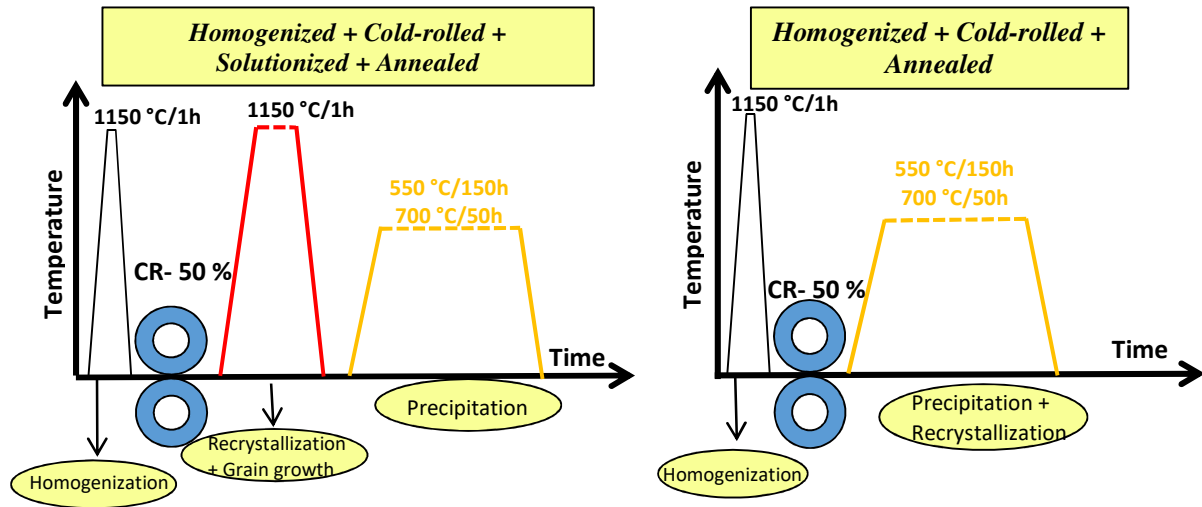 Homogenized + Cold-rolled +
Solutionized + Annealed
1150 °C/1h
1150 °C/1h
550 °C/150h
700 °C/50h
CR- 50 %
Temperature
Time
Precipitation
Recrystallization
+ Grain growth
Homogenization
Homogenized + Cold-rolled +
Annealed
1150 °C/1h
550 °C/150h
700 °C/50h
CR- 50 %
Temperature
Time
Precipitation +
Recrystallization
Homogenization